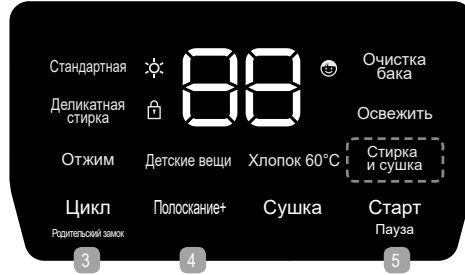 Стандартная
88
Очистка
бака
Деликатная
стирка
Освежить
Отжим
Детские вещи
Хлопок 60°C
Стирка
и сушка
Цикл
Полоскание+
Сушка
Старт
Родительский замок
Пауза
3
4
5